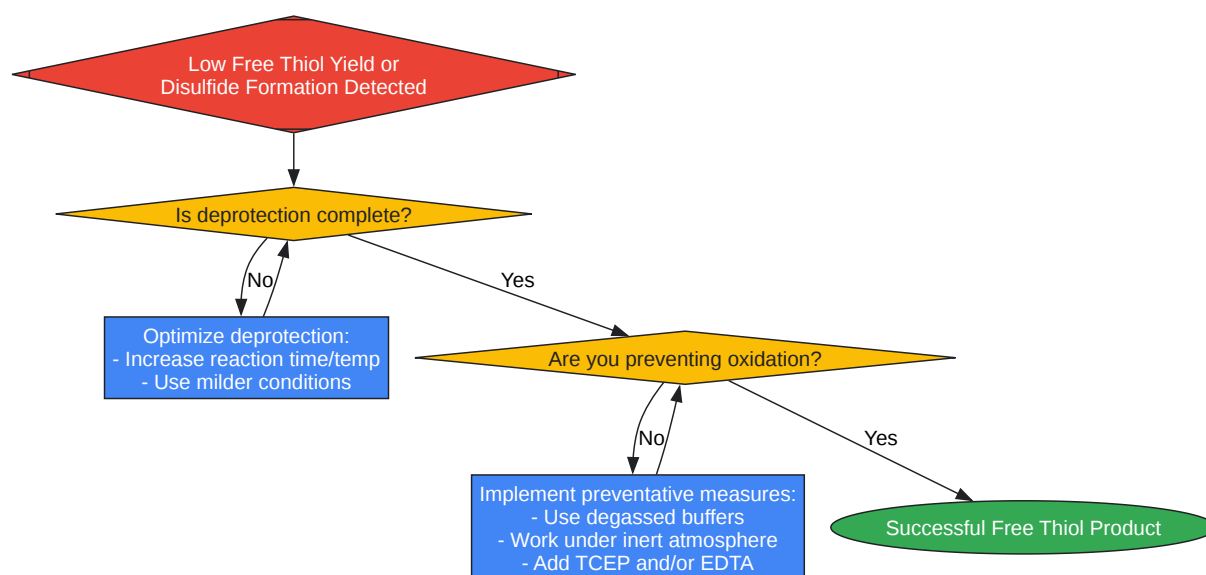 Low Free Thiol Yield or
Disulfide Formation Detected
Is deprotection complete?
No
Yes
Optimize deprotection:
- Increase reaction time/temp
- Use milder conditions
Are you preventing oxidation?
No
Yes
Implement preventative measures:
- Use degassed buffers
- Work under inert atmosphere
- Add TCEP and/or EDTA
Successful Free Thiol Product